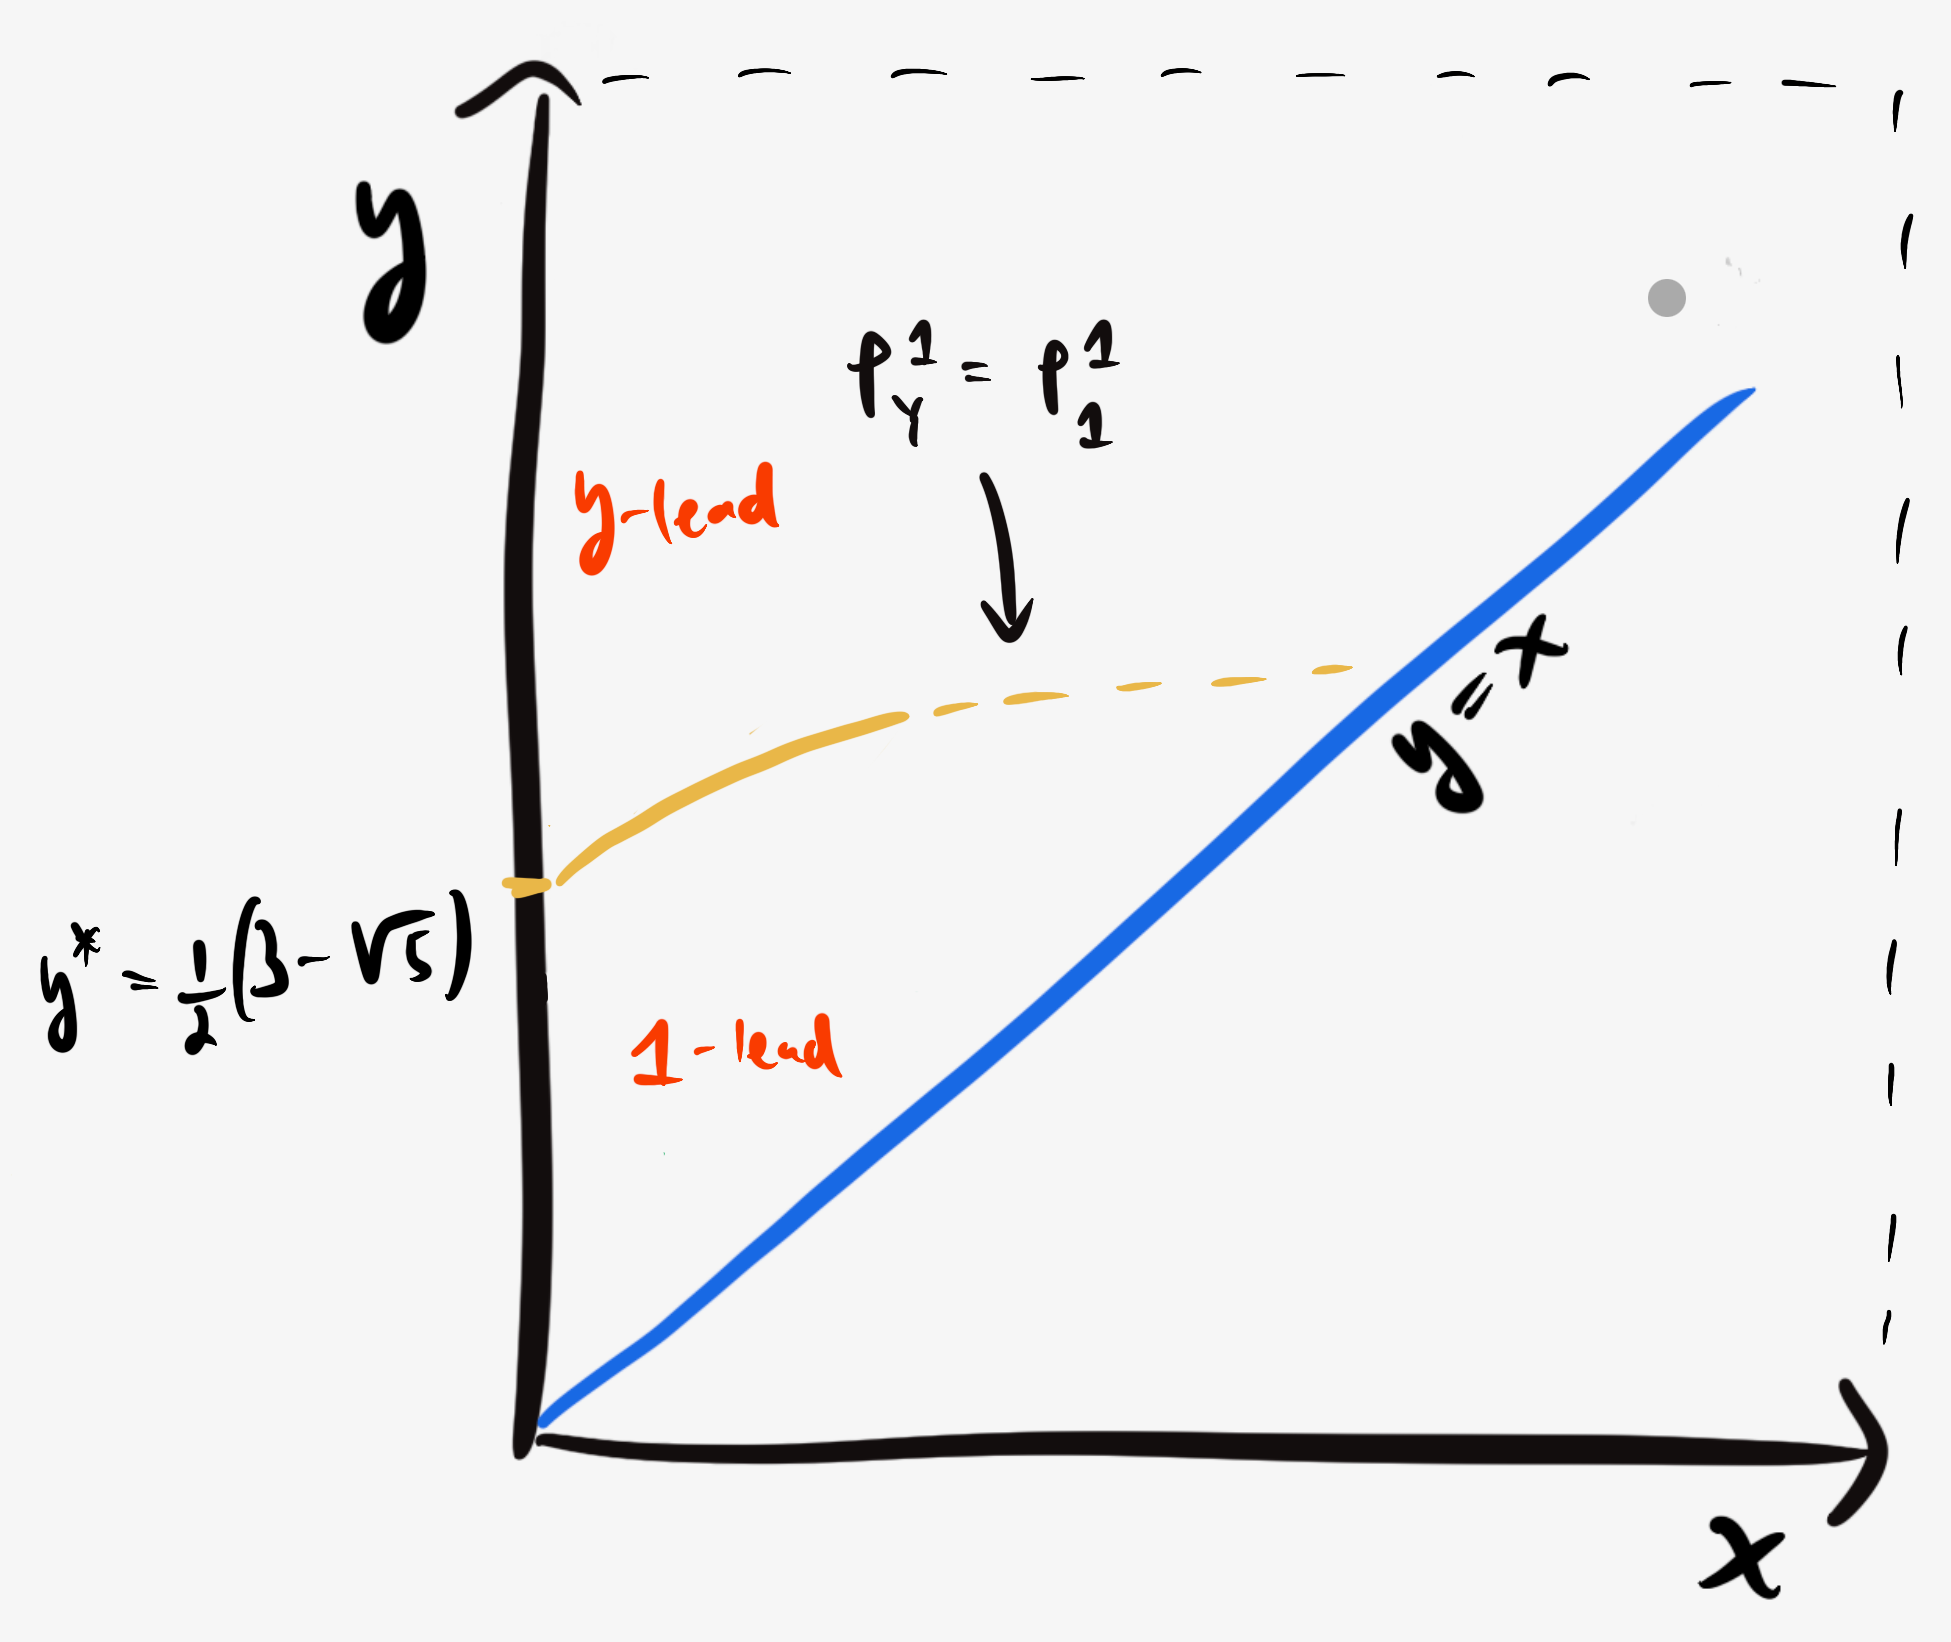 y
P^1_Y = P^1_1
y-lead
y = x
y* = 1/2 (3 - √5)
1 - lead
x